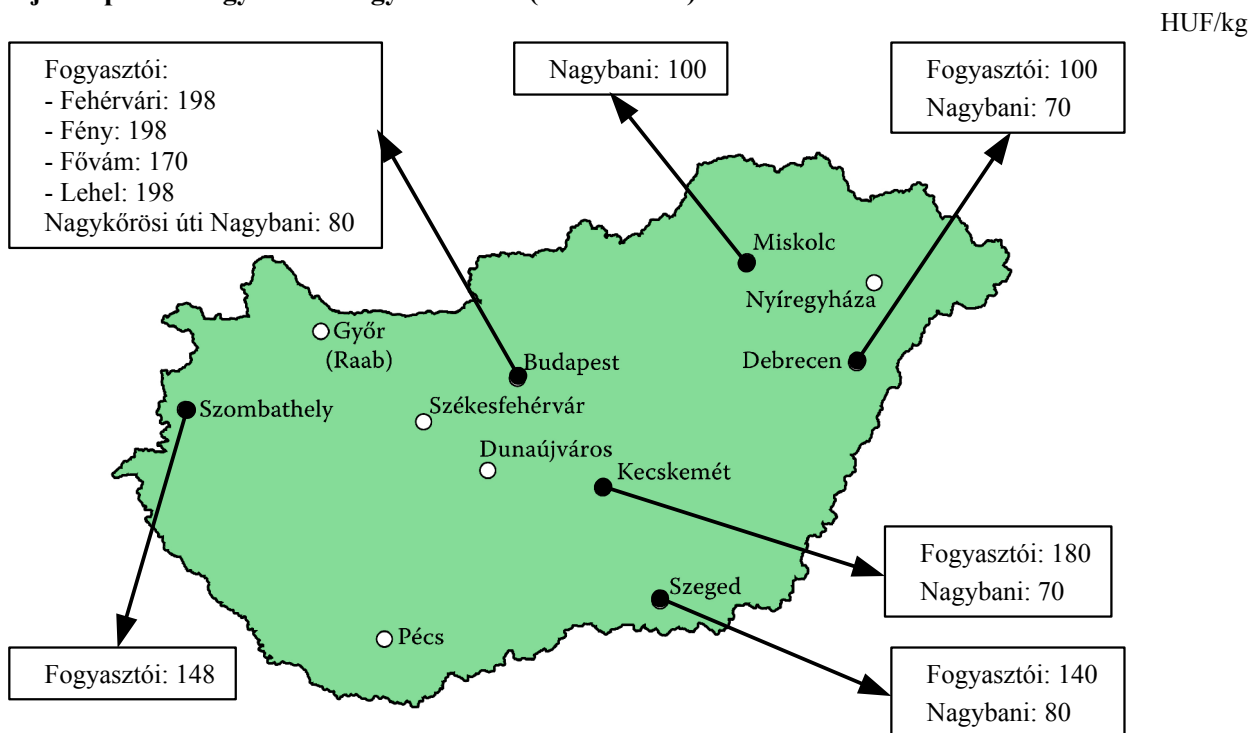 HUF/kg
Fogyasztói:
- Fehérvári: 198
- Fény: 198
- Fővám: 170
- Lehel: 198
Nagykőrösi úti Nagybani: 80
Nagybani: 100
Fogyasztói: 100
Nagybani: 70
Miskolc
Nyíregyháza
Győr
(Raab)
Budapest
Debrecen
Szombathely
Székesfehérvár
Dunaújváros
Kecskemét
Fogyasztói: 180
Nagybani: 70
Szeged
Pécs
Fogyasztói: 148
Fogyasztói: 140
Nagybani: 80